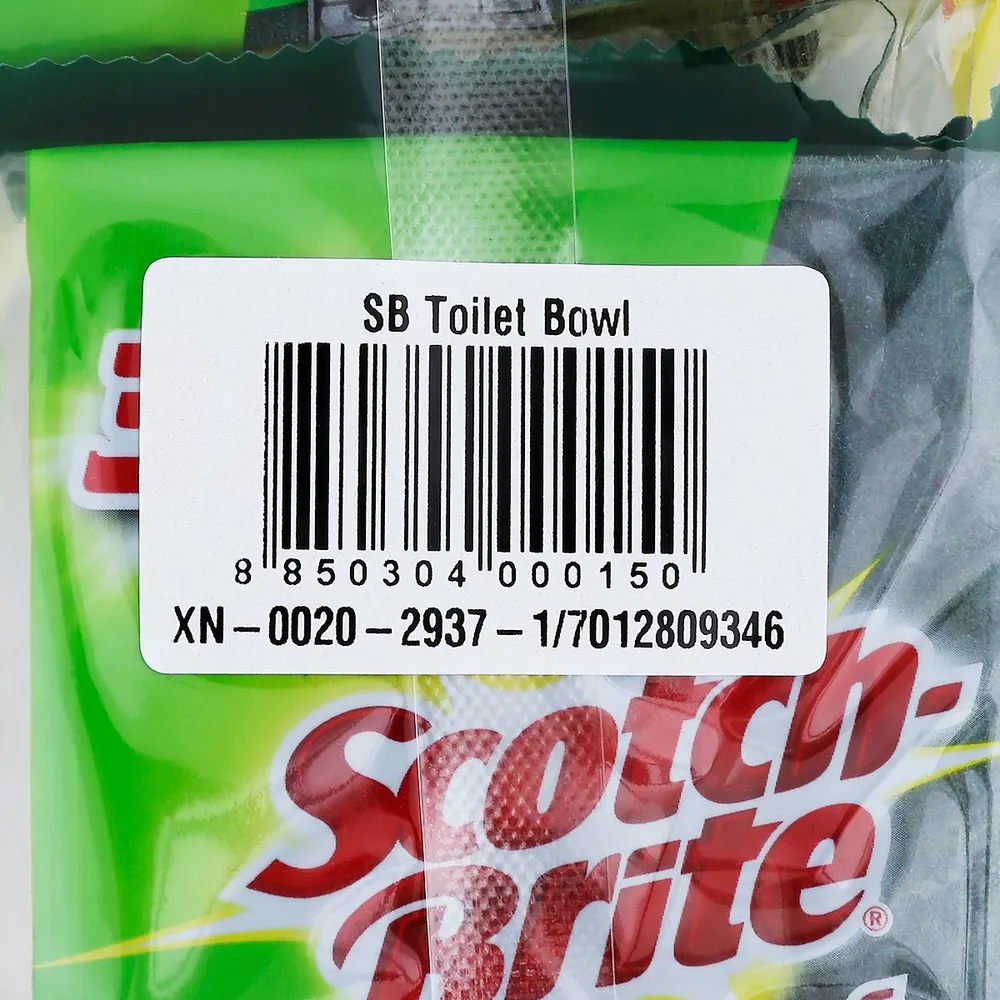 SB Toilet Bowl
8 850304 000150
XN-0020-2937-1/7012809346
Scotch-
Brite®